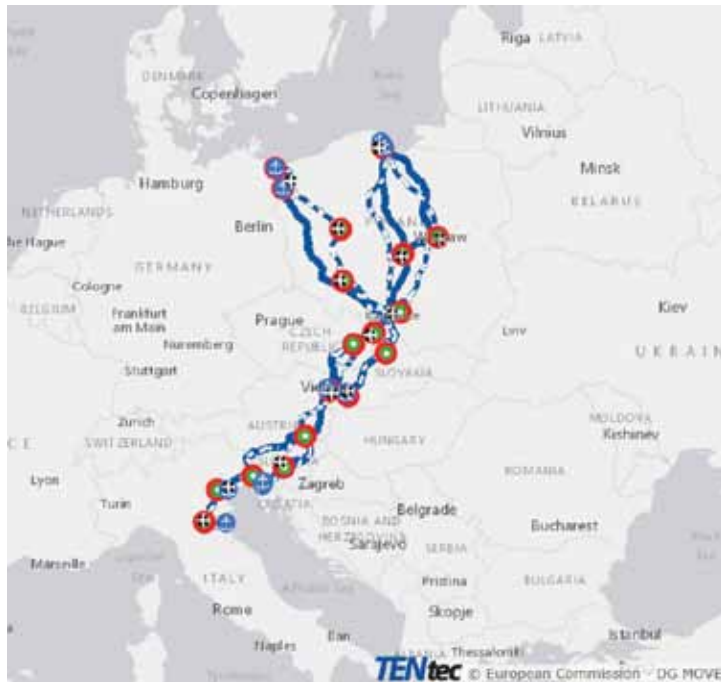 Riga LATVIA
DENMARK
Copenhagen
LITHUANIA
Vilnius
Minsk
Hamburg
BELARUS
NETHERLANDS
Berlin
he Hague
GERMANY
Cologne
BELGIUM
Kiev
Frankfurt
am Main
Prague
CZECH
REPUBLIC
Lviv
UKRAIN
Nuremberg
Stuttgart
SLOVAKIA
MOLDOVA
Kishinev
Zurich
AUSTRIA
HUNGARY
SWITZERLAND
ROMANIA
Lyon
Turin
Zagreb
CROATIA
Belgrade
BOSNIA AND
HERZEGOVINA
Bucharest
Sarajevo
SERBIA
Marseille
ITALY
Pristina
BULGARIA
Rome
Skopje
Naples
Bari
Istanbul
ALBANIA
Thessaloniki
TENtec © European Commission - DG MOVE